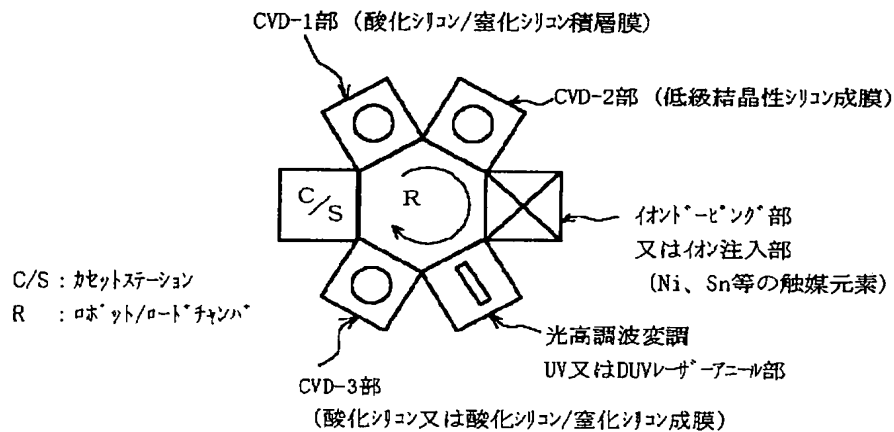 CVD-1部 (酸化シリコン/窒化シリコン積層膜)
CVD-2部 (低級結晶性シリコン成膜)
C/S
R
イオンドーピング部
又はイオン注入部
(Ni、Sn等の触媒元素)
C/S : カセットステーション
R : ロボット/ロードチャンバ
光高調波変調
UV又はDUVレーザーアニール部
CVD-3部
(酸化シリコン又は酸化シリコン/窒化シリコン成膜)